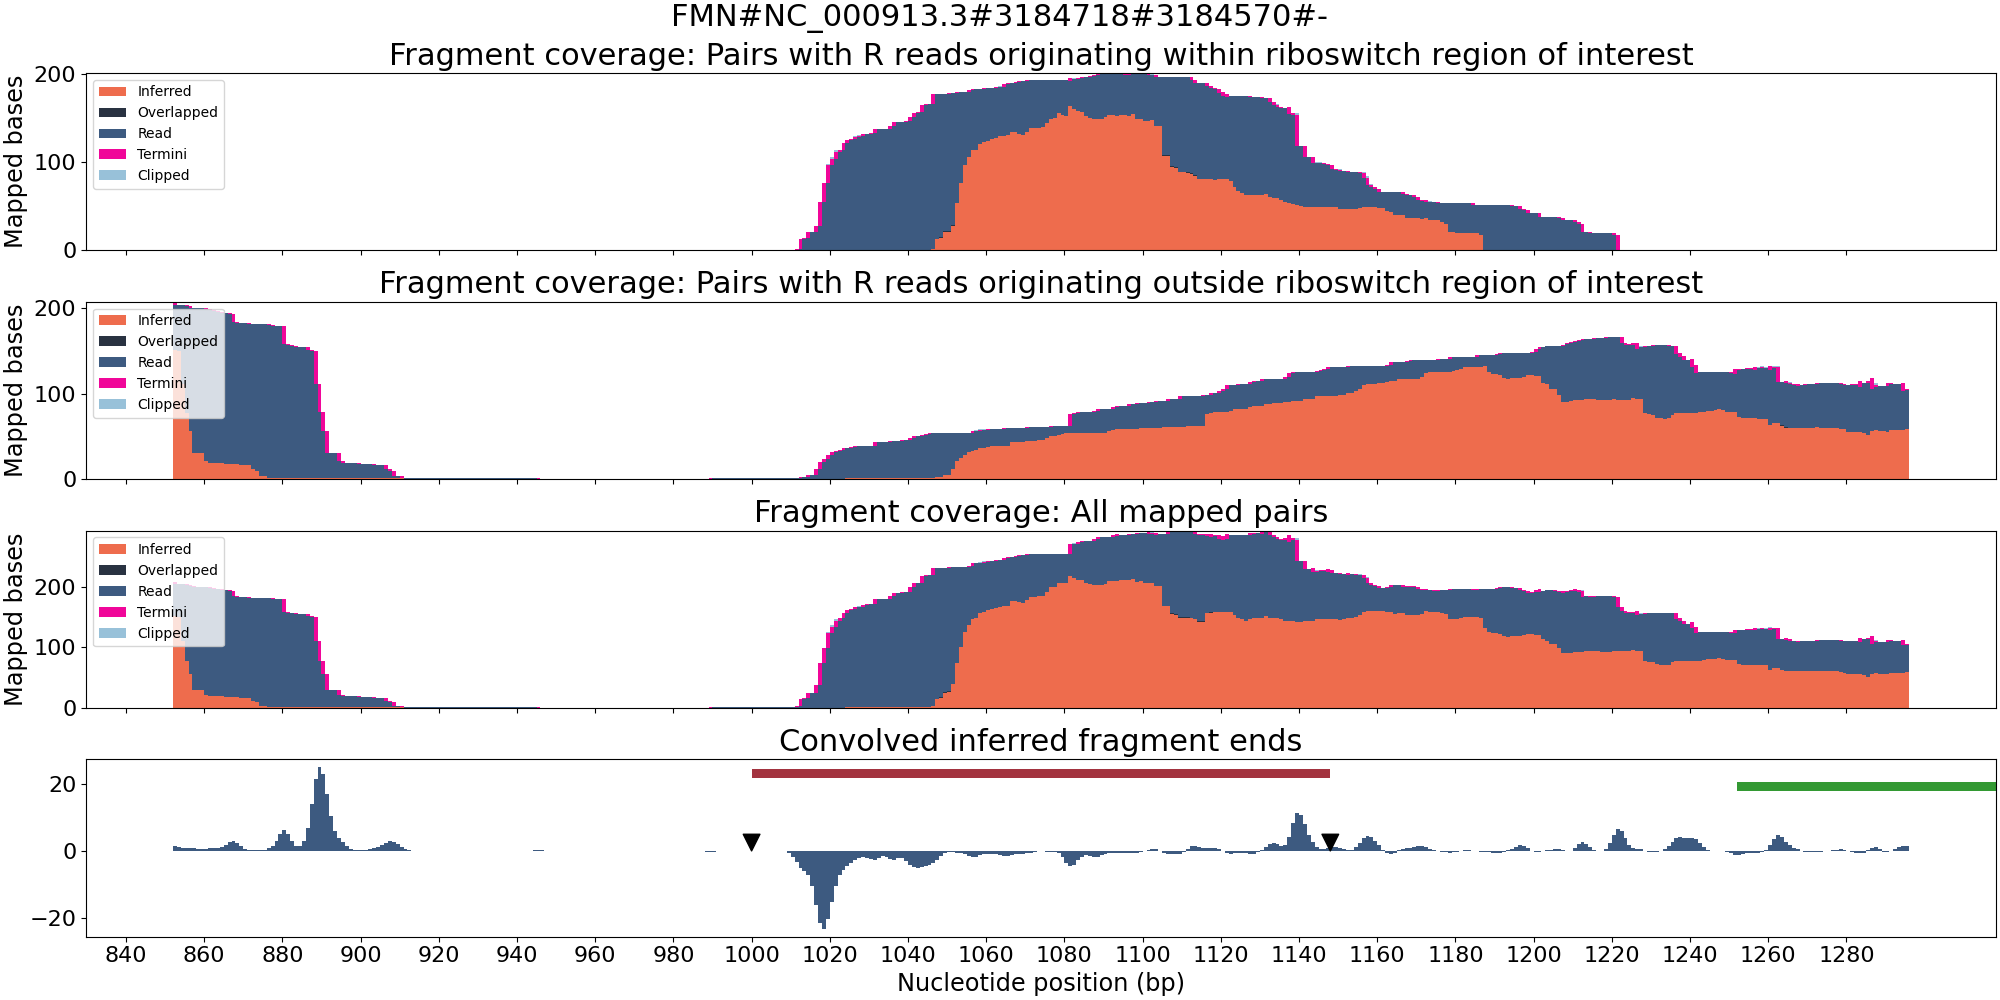 FMN#NC_000913.3#3184718#3184570#-
Fragment coverage: Pairs with R reads originating within riboswitch region of interest
Mapped bases
200
100
0
Inferred
Overlapped
Read
Termini
Clipped
Fragment coverage: Pairs with R reads originating outside riboswitch region of interest
Mapped bases
200
100
0
Inferred
Overlapped
Read
Termini
Clipped
Fragment coverage: All mapped pairs
Mapped bases
200
100
0
Inferred
Overlapped
Read
Termini
Clipped
Convolved inferred fragment ends
20
0
−20
840 860 880 900 920 940 960 980 1000 1020 1040 1060 1080 1100 1120 1140 1160 1180 1200 1220 1240 1260 1280
Nucleotide position (bp)